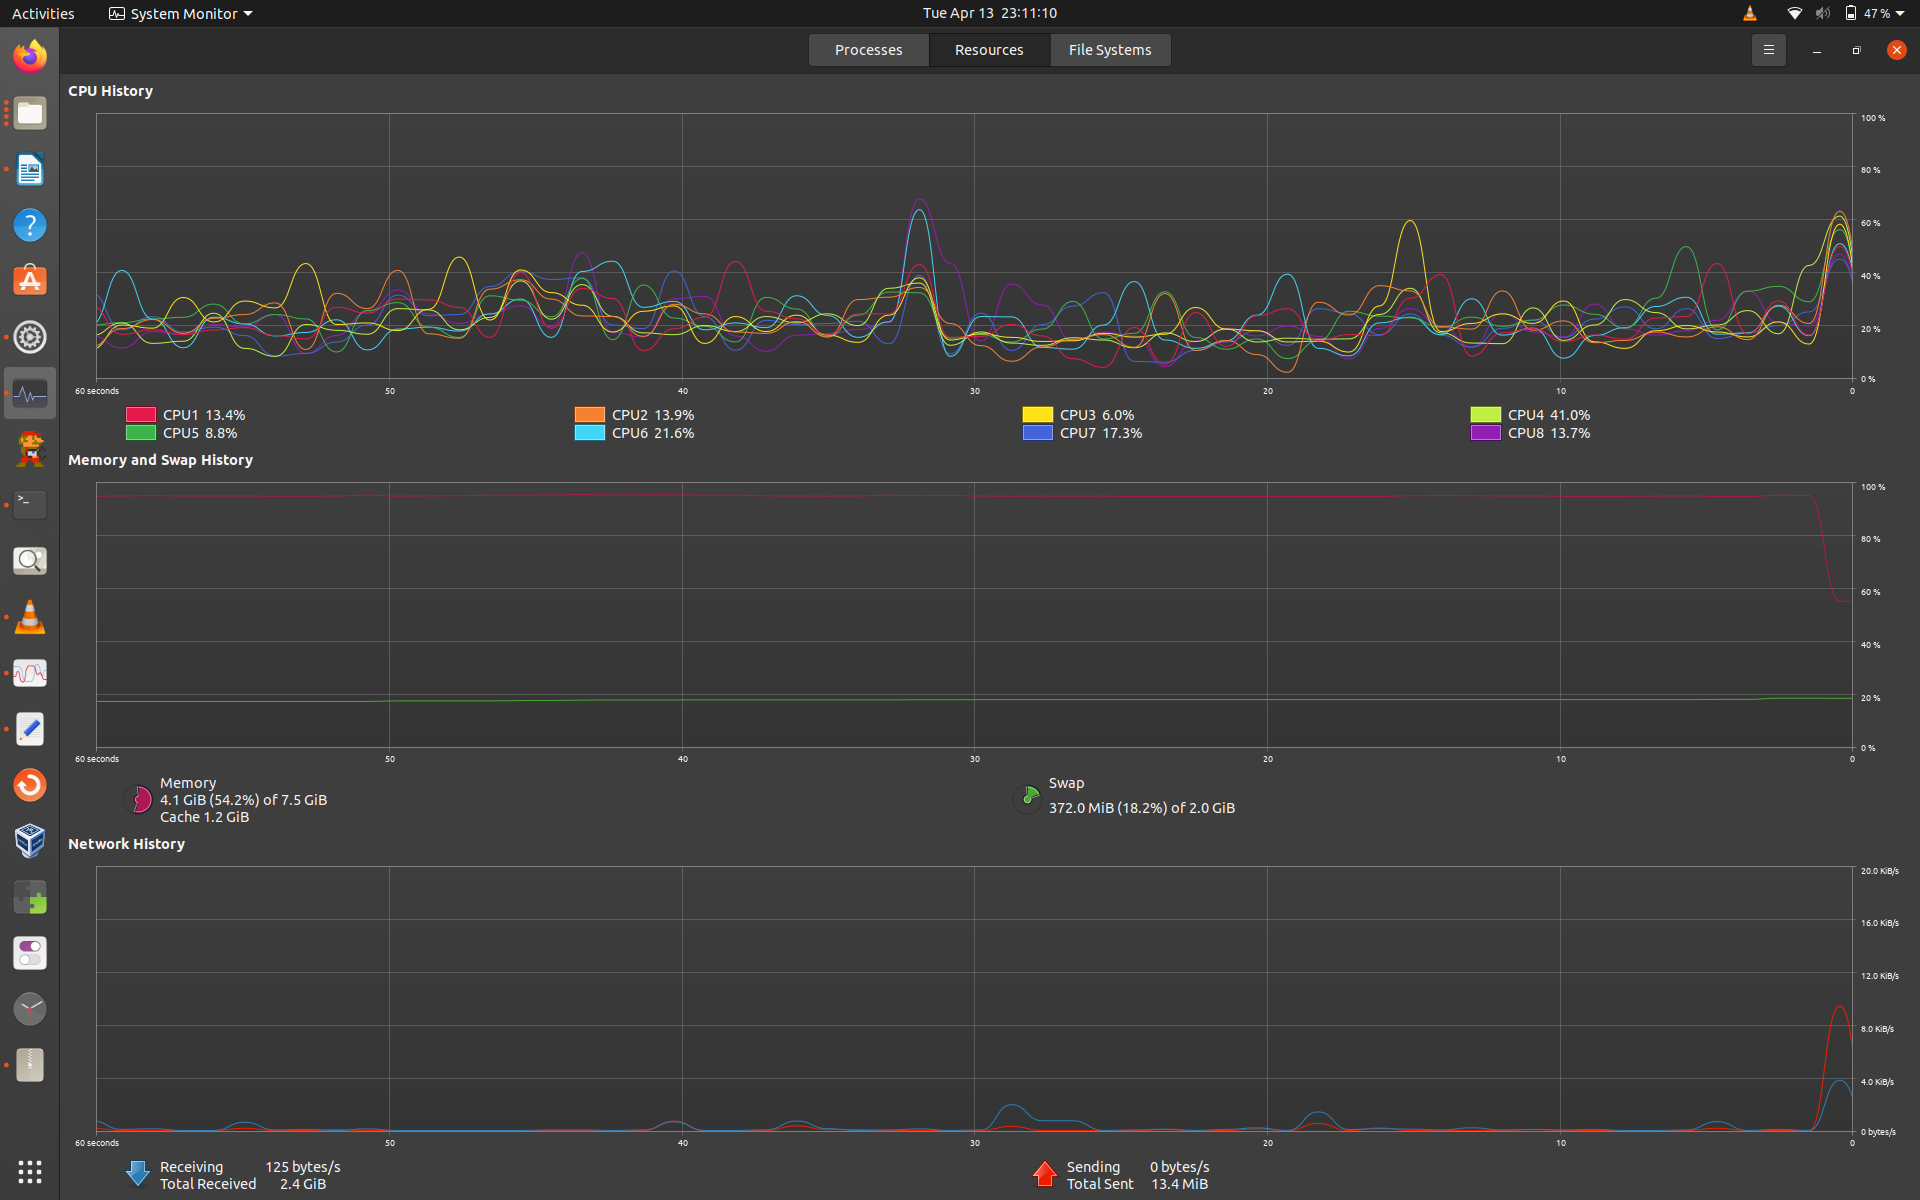 Activities System Monitor Tue Apr 13 23:11:10 47 %
Processes Resources File Systems
CPU History
100 %
80 %
60 %
40 %
20 %
0 %
60 seconds 50 40 30 20 10 0
CPU1 13.4% CPU2 13.9% CPU3 6.0% CPU4 41.0%
CPU5 8.8% CPU6 21.6% CPU7 17.3% CPU8 13.7%
Memory and Swap History
100 %
80 %
60 %
40 %
20 %
0 %
60 seconds 50 40 30 20 10 0
Memory
4.1 GiB (54.2%) of 7.5 GiB
Cache 1.2 GiB
Swap
372.0 MiB (18.2%) of 2.0 GiB
Network History
20.0 KiB/s
16.0 KiB/s
12.0 KiB/s
8.0 KiB/s
4.0 KiB/s
0 bytes/s
60 seconds 50 40 30 20 10 0
Receiving 125 bytes/s
Total Received 2.4 GiB
Sending 0 bytes/s
Total Sent 13.4 MiB